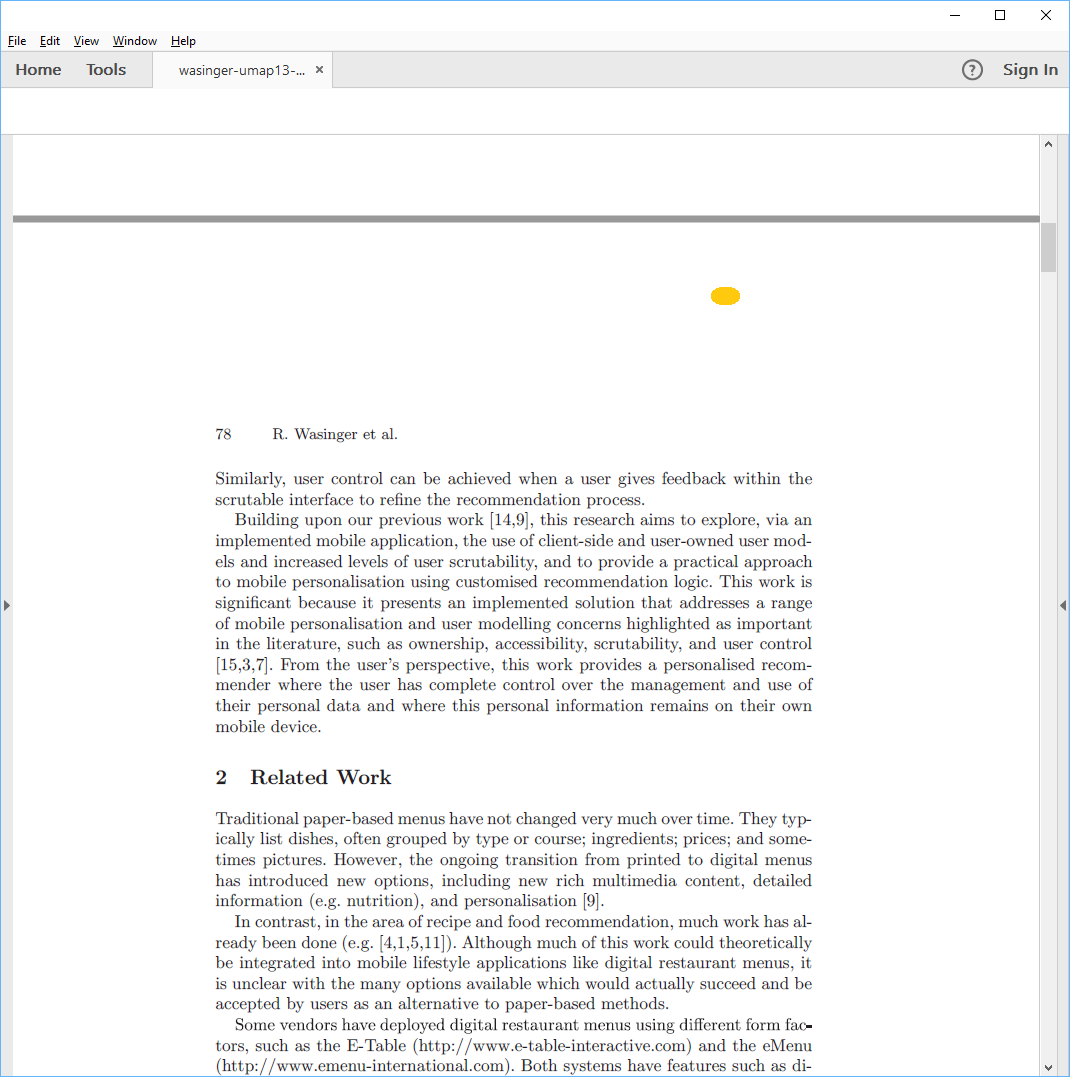 File Edit View Window Help
Home Tools wasinger-umap13-... × ? Sign In
78 R. Wasinger et al.
Similarly, user control can be achieved when a user gives feedback within the
scrutable interface to refine the recommendation process.
Building upon our previous work [14,9], this research aims to explore, via an
implemented mobile application, the use of client-side and user-owned user mod-
els and increased levels of user scrutability, and to provide a practical approach
to mobile personalisation using customised recommendation logic. This work is
significant because it presents an implemented solution that addresses a range
of mobile personalisation and user modelling concerns highlighted as important
in the literature, such as ownership, accessibility, scrutability, and user control
[15,3,7]. From the user's perspective, this work provides a personalised recom-
mender where the user has complete control over the management and use of
their personal data and where this personal information remains on their own
mobile device.
2 Related Work
Traditional paper-based menus have not changed very much over time. They typ-
ically list dishes, often grouped by type or course; ingredients; prices; and some-
times pictures. However, the ongoing transition from printed to digital menus
has introduced new options, including new rich multimedia content, detailed
information (e.g. nutrition), and personalisation [9].
In contrast, in the area of recipe and food recommendation, much work has al-
ready been done (e.g. [4,1,5,11]). Although much of this work could theoretically
be integrated into mobile lifestyle applications like digital restaurant menus, it
is unclear with the many options available which would actually succeed and be
accepted by users as an alternative to paper-based methods.
Some vendors have deployed digital restaurant menus using different form fac-
tors, such as the E-Table (http://www.e-table-interactive.com) and the eMenu
(http://www.emenu-international.com). Both systems have features such as di-